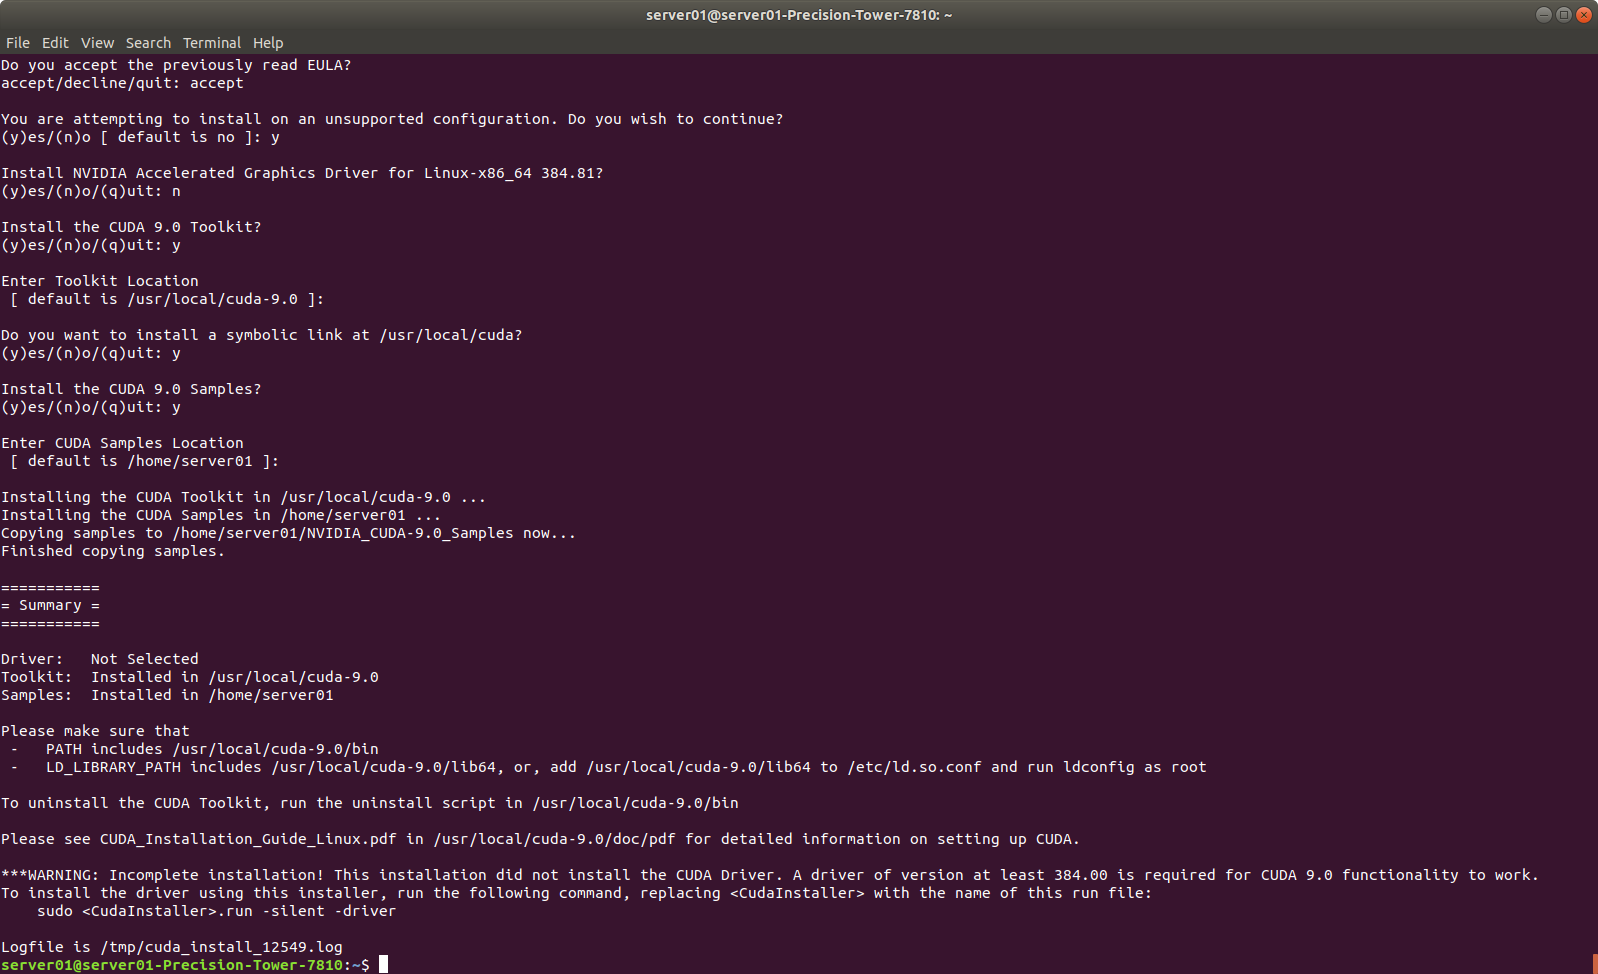 server01@server01-Precision-Tower-7810: ~
File Edit View Search Terminal Help
Do you accept the previously read EULA?
accept/decline/quit: accept
You are attempting to install on an unsupported configuration. Do you wish to continue?
(y)es/(n)o [ default is no ]: y
Install NVIDIA Accelerated Graphics Driver for Linux-x86_64 384.81?
(y)es/(n)o/(q)uit: n
Install the CUDA 9.0 Toolkit?
(y)es/(n)o/(q)uit: y
Enter Toolkit Location
 [ default is /usr/local/cuda-9.0 ]:
Do you want to install a symbolic link at /usr/local/cuda?
(y)es/(n)o/(q)uit: y
Install the CUDA 9.0 Samples?
(y)es/(n)o/(q)uit: y
Enter CUDA Samples Location
 [ default is /home/server01 ]:
Installing the CUDA Toolkit in /usr/local/cuda-9.0 ...
Installing the CUDA Samples in /home/server01 ...
Copying samples to /home/server01/NVIDIA_CUDA-9.0_Samples now...
Finished copying samples.
===========
= Summary =
===========
Driver:   Not Selected
Toolkit:  Installed in /usr/local/cuda-9.0
Samples:  Installed in /home/server01
Please make sure that
 -   PATH includes /usr/local/cuda-9.0/bin
 -   LD_LIBRARY_PATH includes /usr/local/cuda-9.0/lib64, or, add /usr/local/cuda-9.0/lib64 to /etc/ld.so.conf and run ldconfig as root
To uninstall the CUDA Toolkit, run the uninstall script in /usr/local/cuda-9.0/bin
Please see CUDA_Installation_Guide_Linux.pdf in /usr/local/cuda-9.0/doc/pdf for detailed information on setting up CUDA.
***WARNING: Incomplete installation! This installation did not install the CUDA Driver. A driver of version at least 384.00 is required for CUDA 9.0 functionality to work.
To install the driver using this installer, run the following command, replacing <CudaInstaller> with the name of this run file:
    sudo <CudaInstaller>.run -silent -driver
Logfile is /tmp/cuda_install_12549.log
server01@server01-Precision-Tower-7810:~$